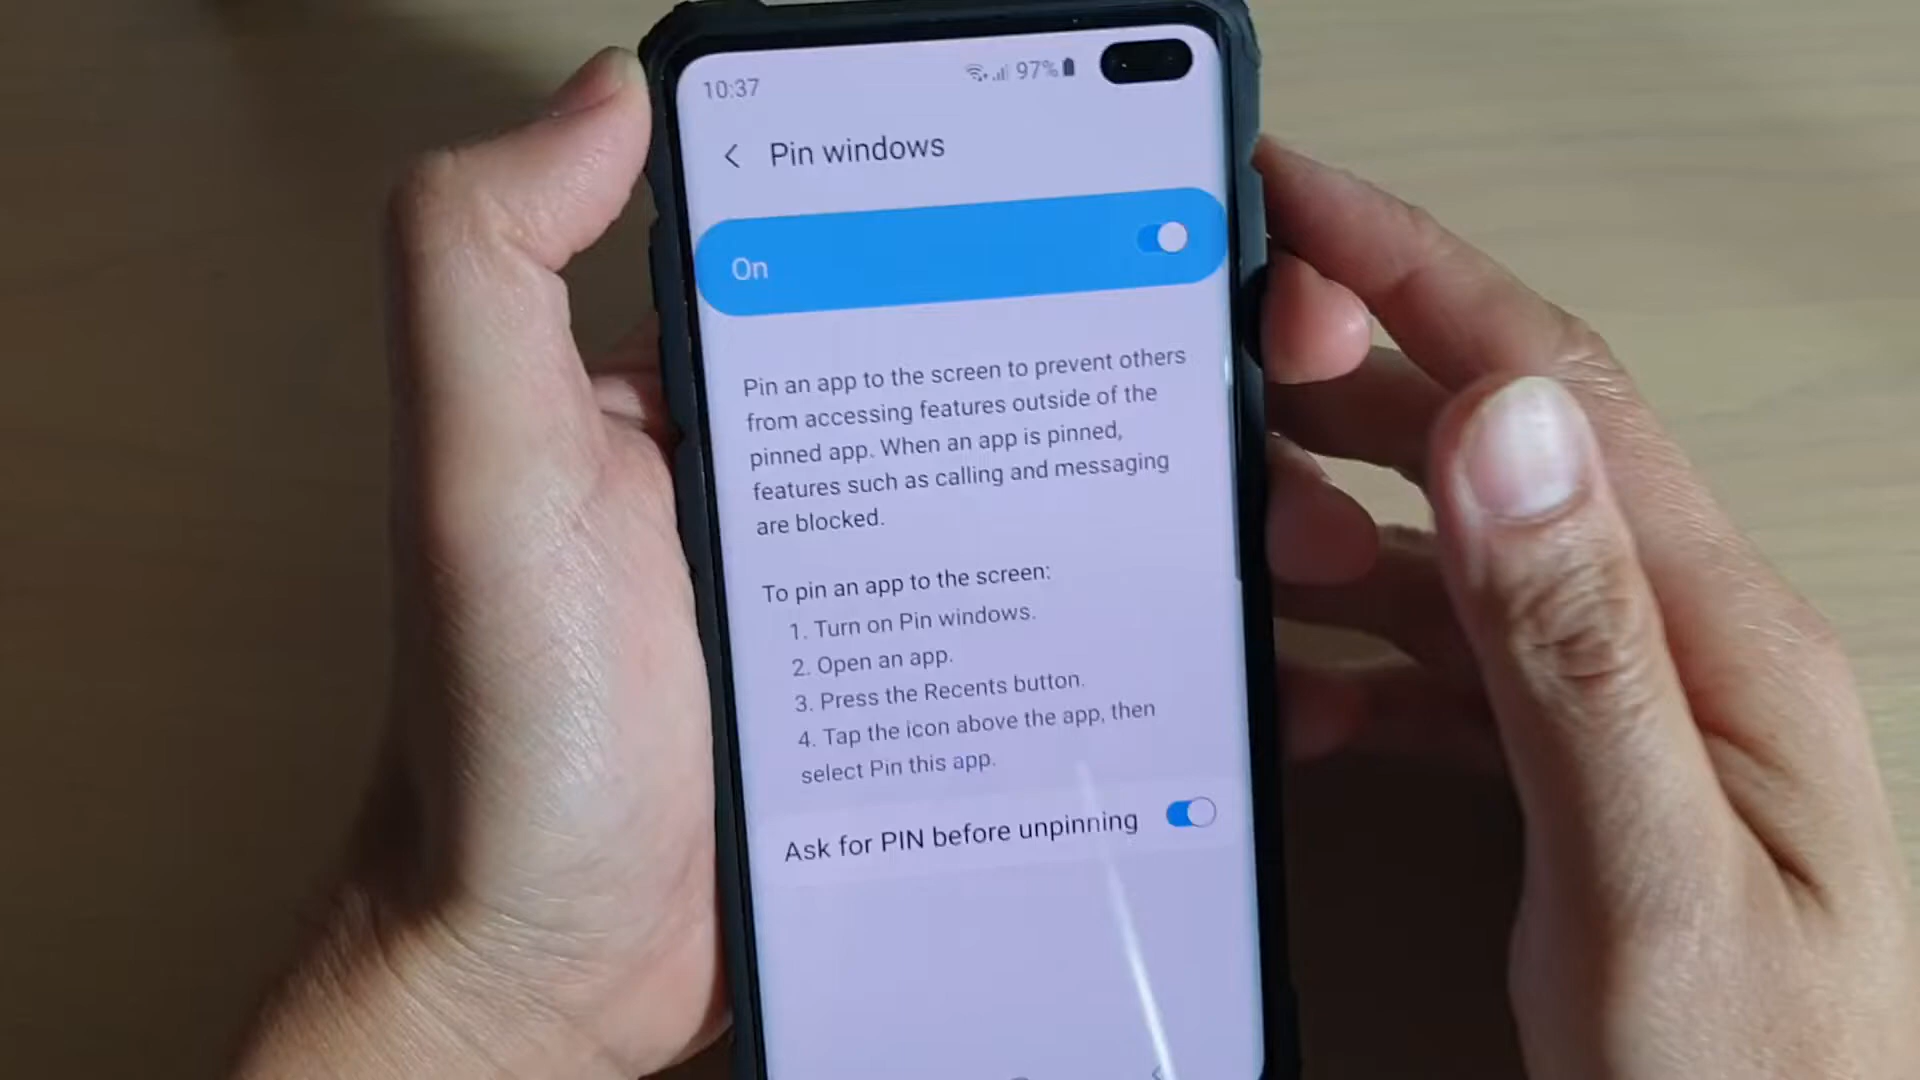 10:37
97%
Pin windows
On
Pin an app to the screen to prevent others
from accessing features outside of the
pinned app. When an app is pinned,
features such as calling and messaging
are blocked.
To pin an app to the screen:
1. Turn on Pin windows.
2. Open an app.
3. Press the Recents button.
4. Tap the icon above the app, then
select Pin this app.
Ask for PIN before unpinning